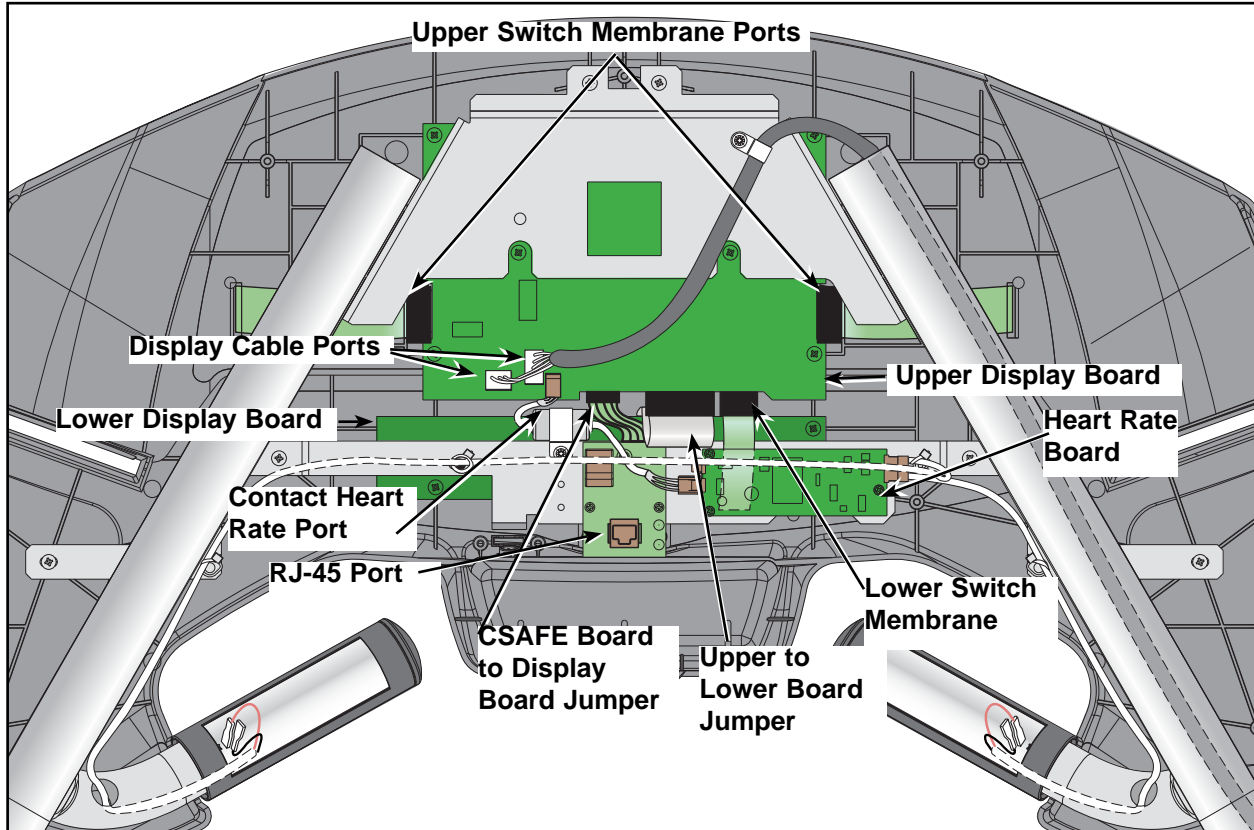 Upper Switch Membrane Ports
Display Cable Ports
Upper Display Board
Lower Display Board
Heart Rate
Board
Contact Heart
Rate Port
RJ-45 Port
Lower Switch
Membrane
CSAFE Board
to Display
Board Jumper
Upper to
Lower Board
Jumper